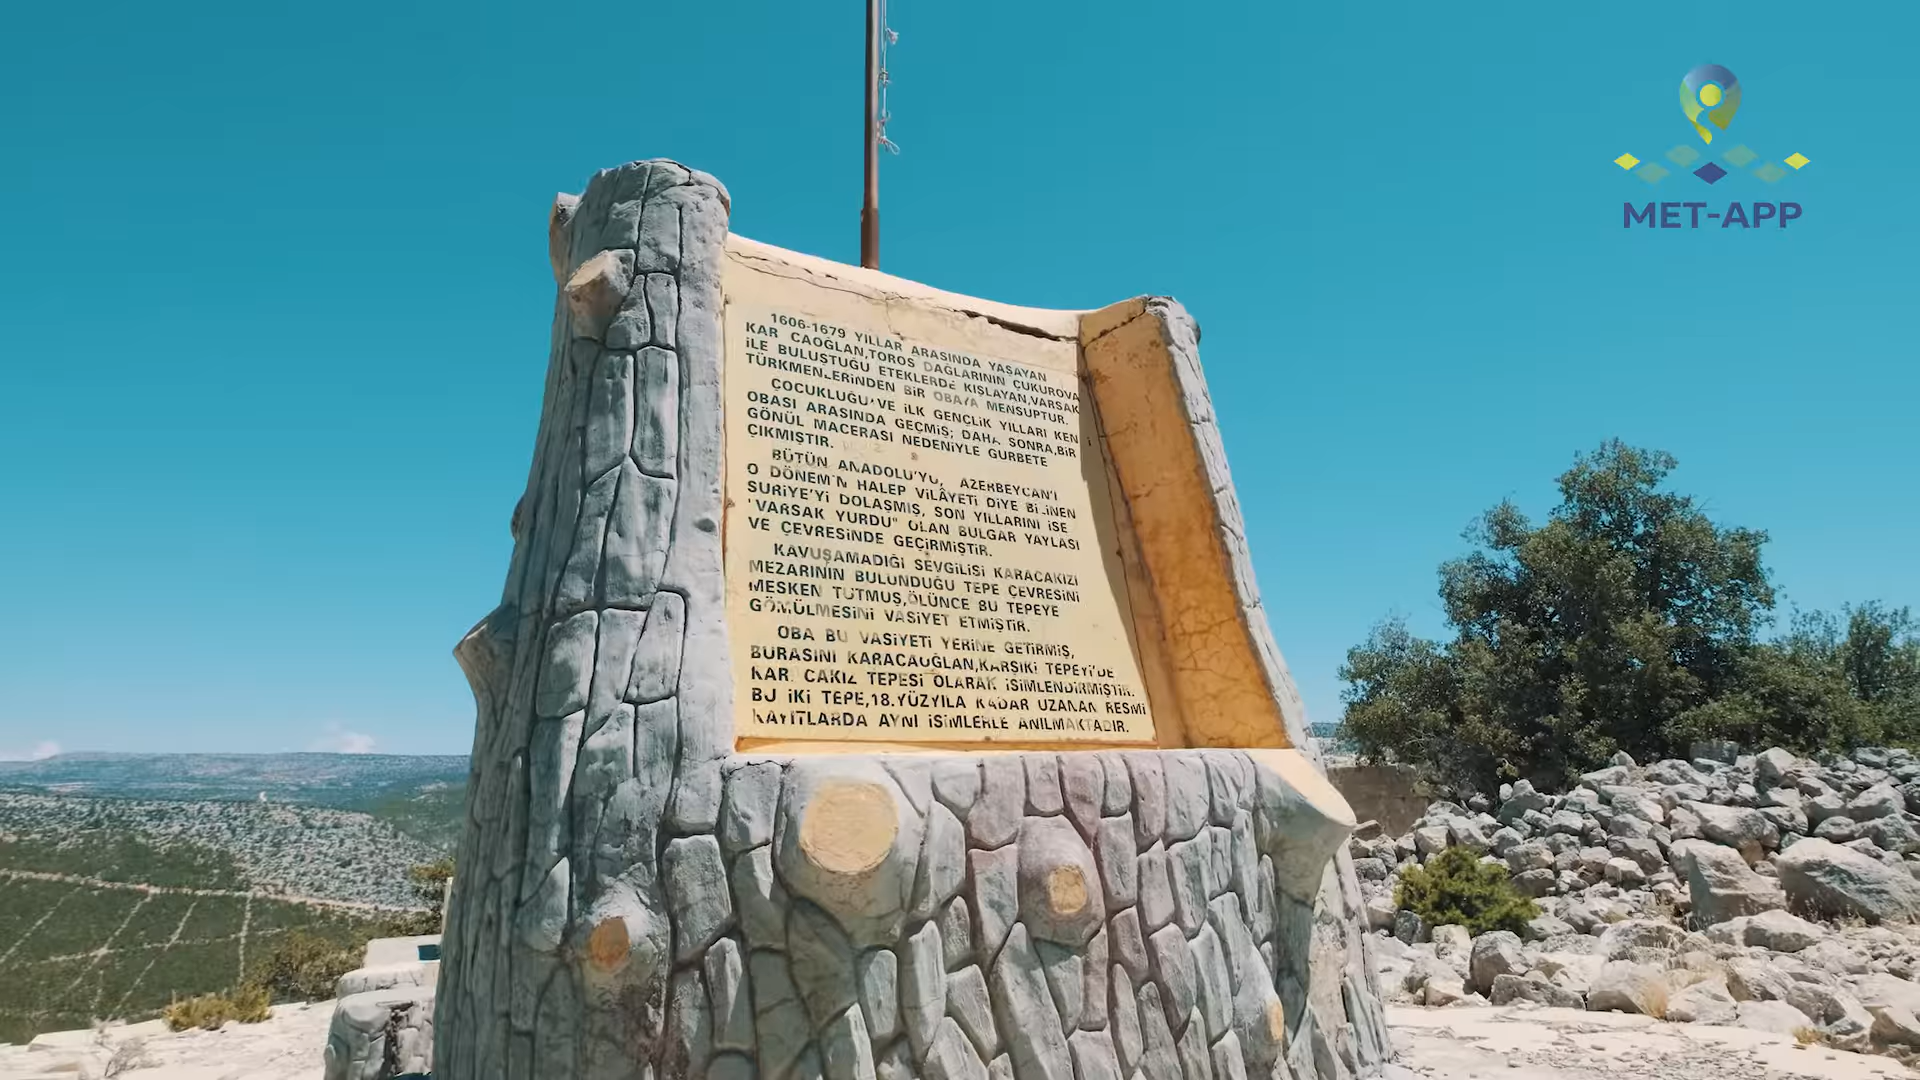 1606-1679 YILLAR ARASINDA YAŞAYAN
KAR CAOĞLAN,TOROS DAĞLARININ ÇUKUROVA
İLE BULUŞTUĞU ETEKLERDE KIŞLAYAN,VARSAK
TÜRKMENLERİNDEN BİR OBAYA MENSUPTUR.
ÇOCUKLUĞU VE İLK GENÇLİK YILLARI KEN İ
OBASI ARASINDA GEÇMİŞ; DAHA SONRA,BİR
GÖNÜL MACERASI NEDENİYLE GURBETE
ÇIKMIŞTIR.
BÜTÜN ANADOLU'YU, AZERBEYCAN'I
O DÖNEM'N HALEP VİLÂYETİ DİYE Bİ İNEN
SURİYE'Yİ DOLAŞMIŞ, SON YILLARINI İSE
"VARSAK YURDU" OLAN BULGAR YAYLASI
VE ÇEVRESİNDE GEÇİRMİŞTİR.
KAVUŞAMADIĞI SEVGİLİSİ KARACAKIZI
MEZARININ BULUNDUĞU TEPE ÇEVRESİNİ
MESKEN TUTMUŞ,ÖLÜNCE BU TEPEYE
GÖMÜLMESİNİ VASİYET ETMİŞTİR.
OBA BU VASİYETİ YERİNE GETİRMİŞ,
BURASINI KARACAOĞLAN,KARŞIKİ TEPEYİ'DE
KAR CAKIZ TEPESİ OLARAK İSİMLENDİRMİŞTİR.
BU İKİ TEPE,18.YÜZYILA KADAR UZANAN RESMİ
KAYITLARDA AYNI İSİMLERLE ANILMAKTADIR.
MET-APP